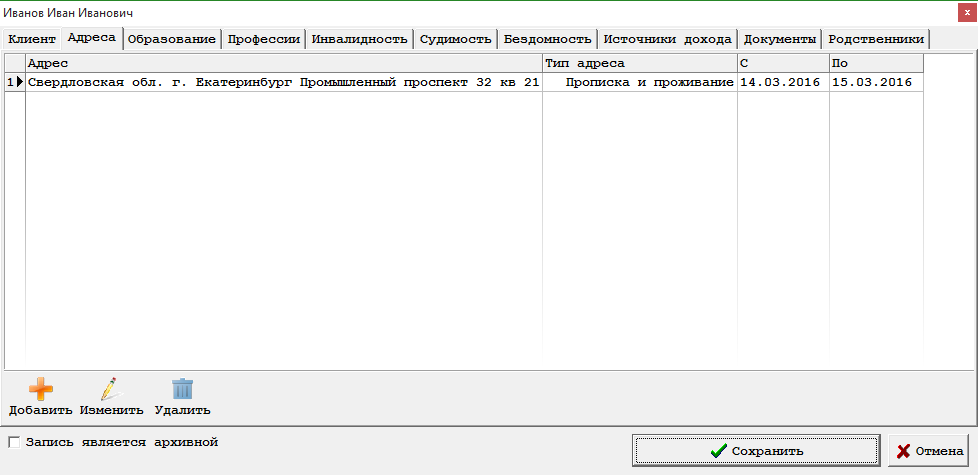 Иванов Иван Иванович
x
Клиент Адреса Образование Профессии Инвалидность Судимость Бездомность Источники дохода Документы Родственники
Адрес Тип адреса С По
1 Свердловская обл. г. Екатеринбург Промышленный проспект 32 кв 21 Прописка и проживание 14.03.2016 15.03.2016
Добавить Изменить Удалить
Запись является архивной
Сохранить Отмена